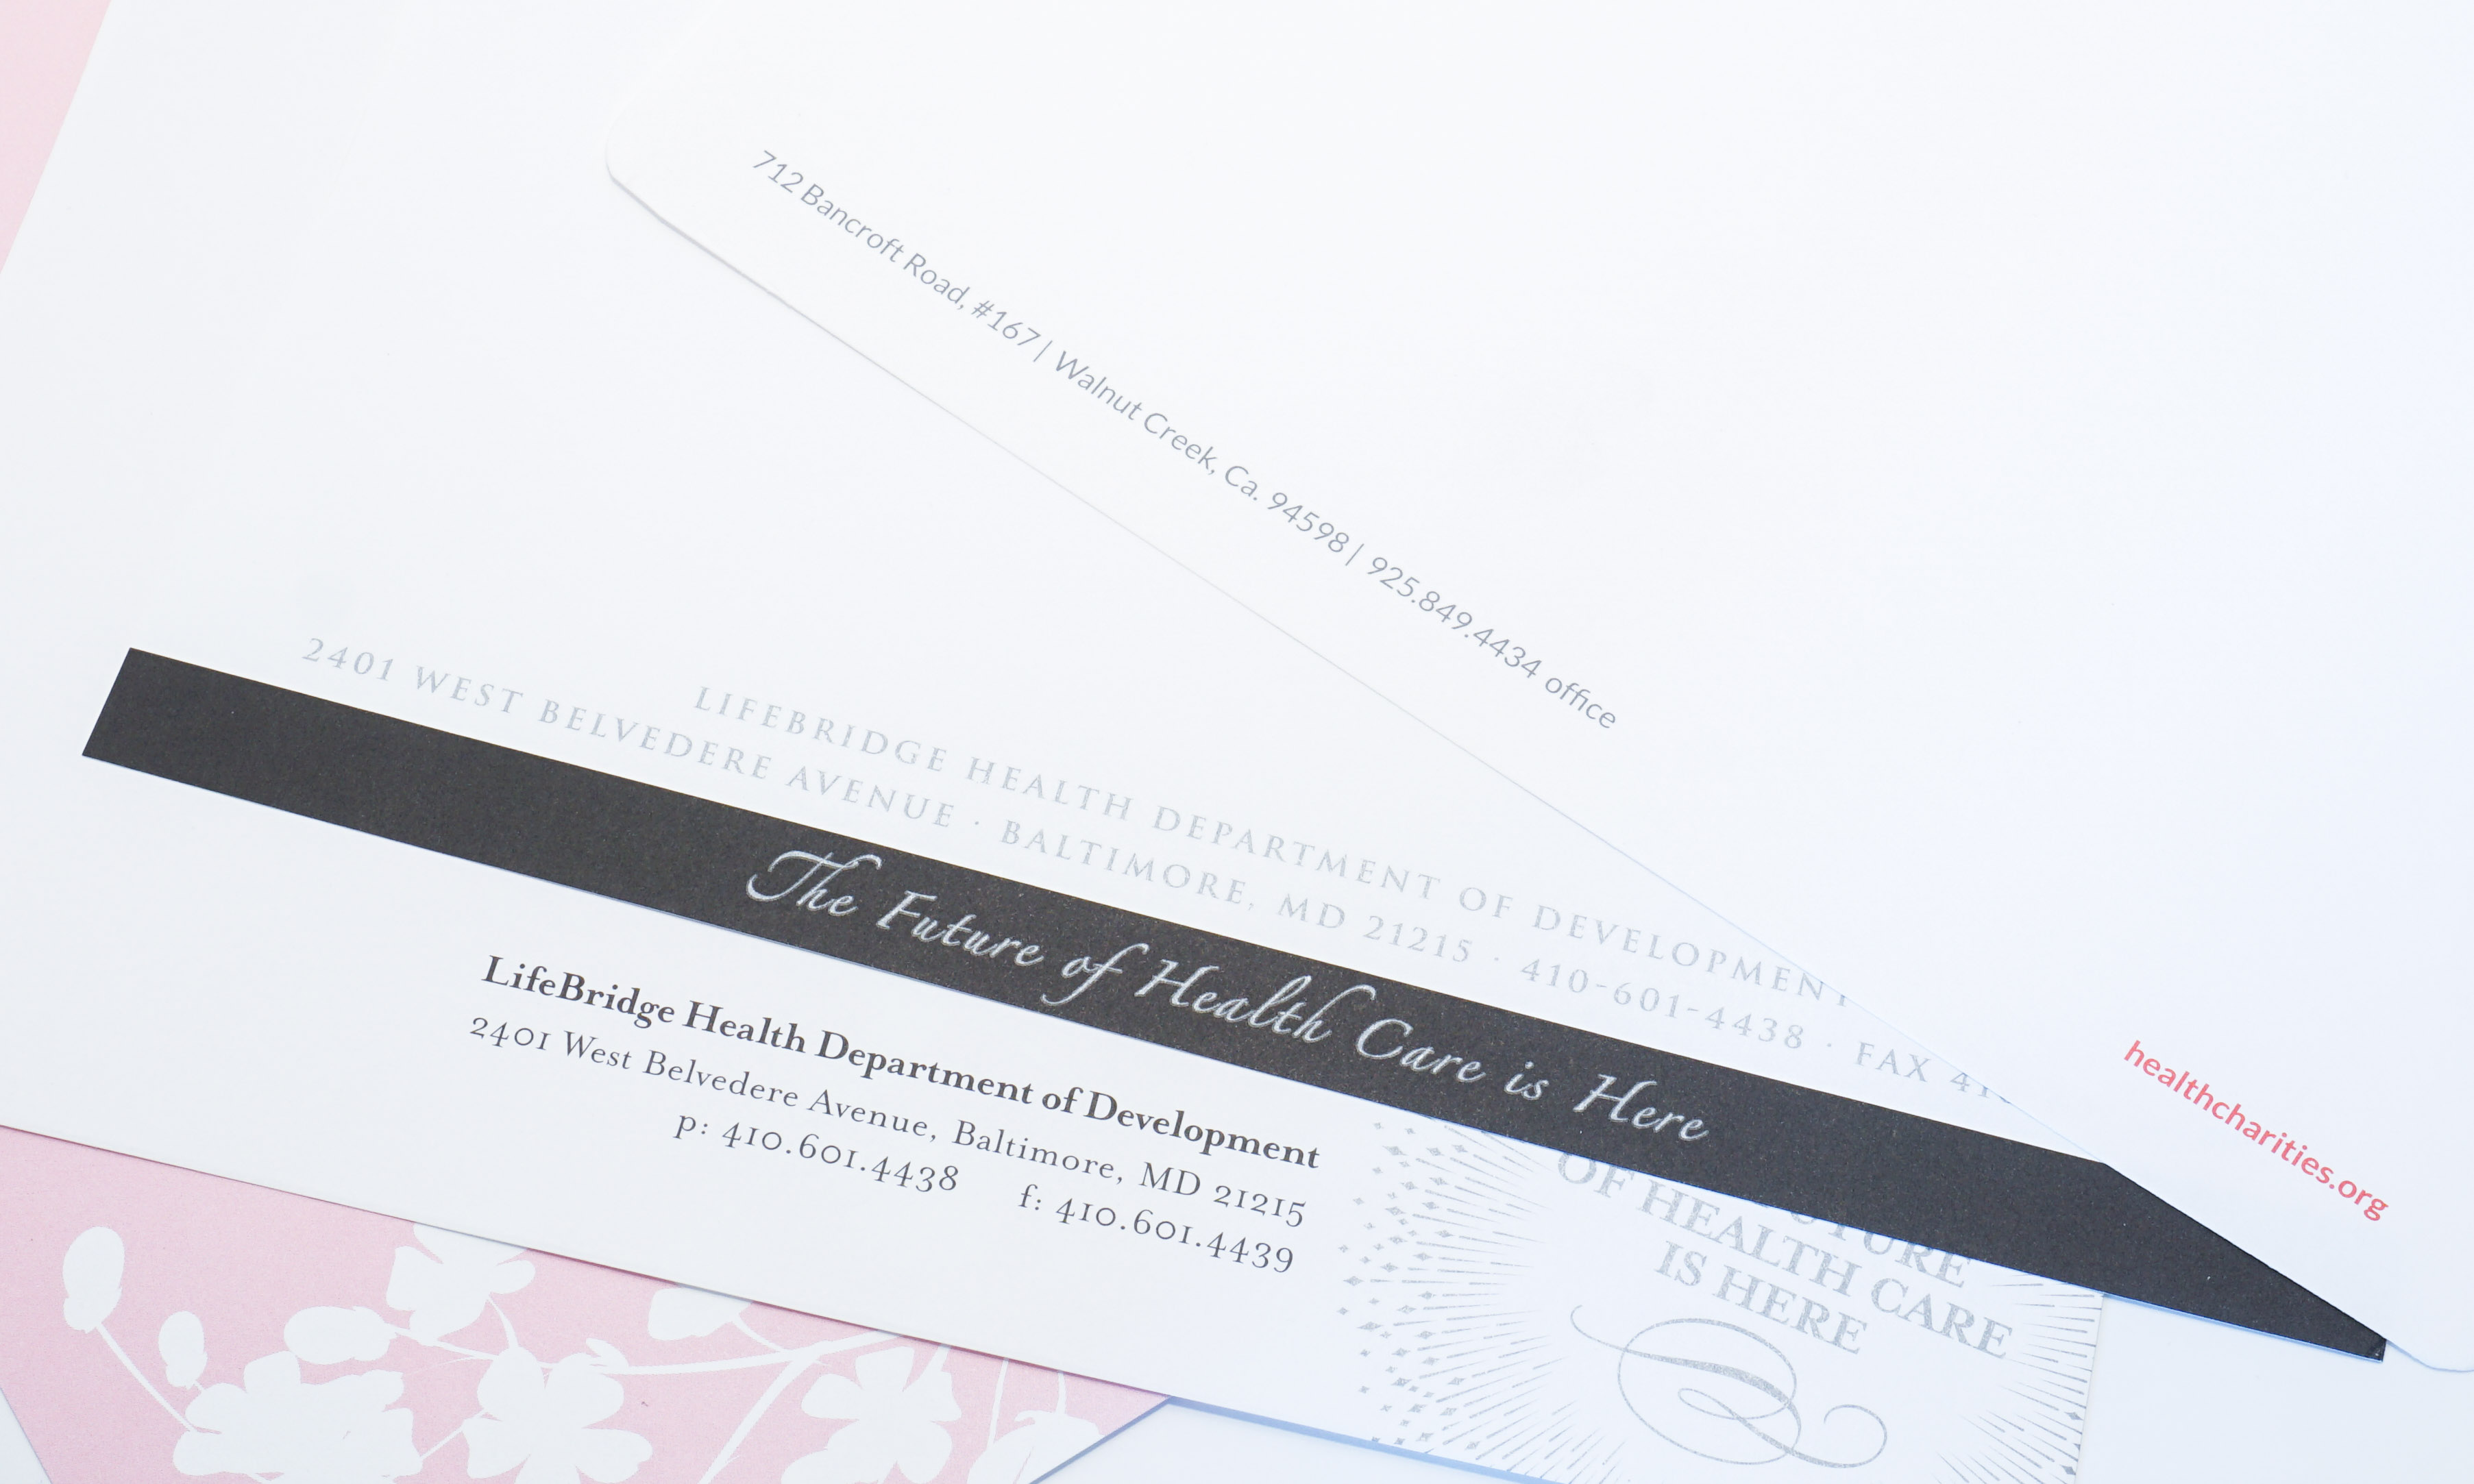 712 Bancroft Road, #167 | Walnut Creek, Ca. 94598 | 925.849.4434 office
healthcharities.org
LIFEBRIDGE HEALTH DEPARTMENT OF DEVELOPMENT
2401 WEST BELVEDERE AVENUE · BALTIMORE, MD 21215 · 410-601-4438 · FAX 41
The Future of Health Care is Here
LifeBridge Health Department of Development
2401 West Belvedere Avenue, Baltimore, MD 21215
p: 410.601.4438 f: 410.601.4439
OF HEALTH CARE
IS HERE